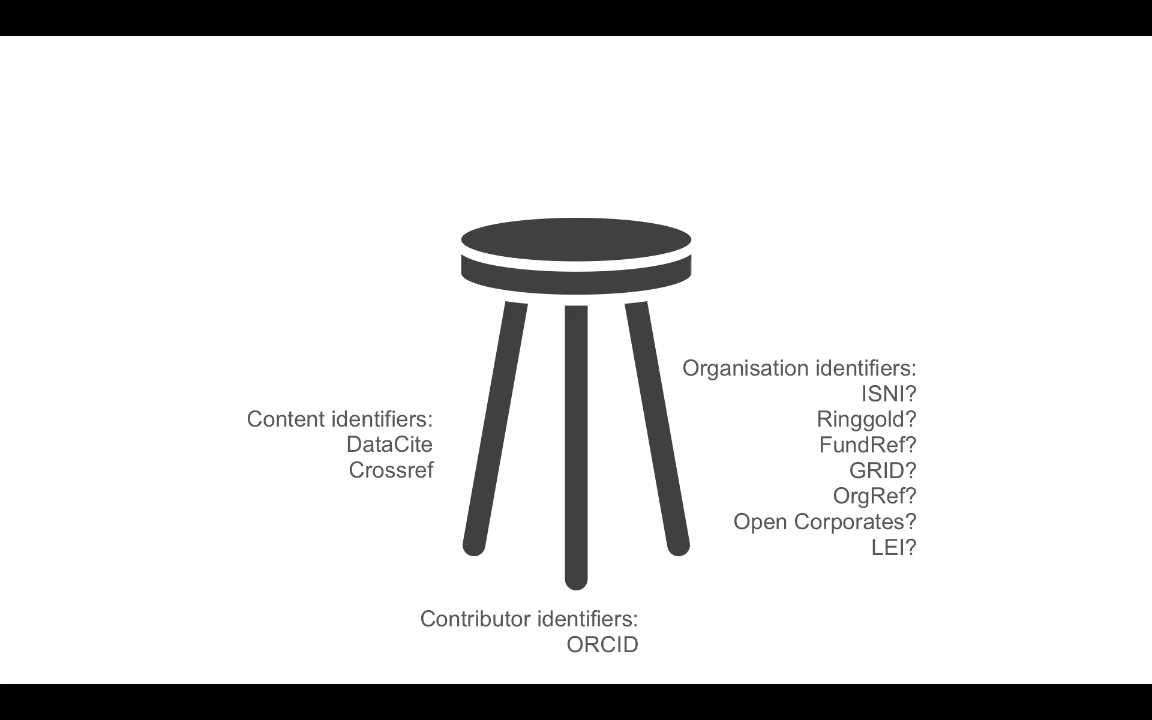 Content identifiers:
DataCite
Crossref
Organisation identifiers:
ISNI?
Ringgold?
FundRef?
GRID?
OrgRef?
Open Corporates?
LEI?
Contributor identifiers:
ORCID